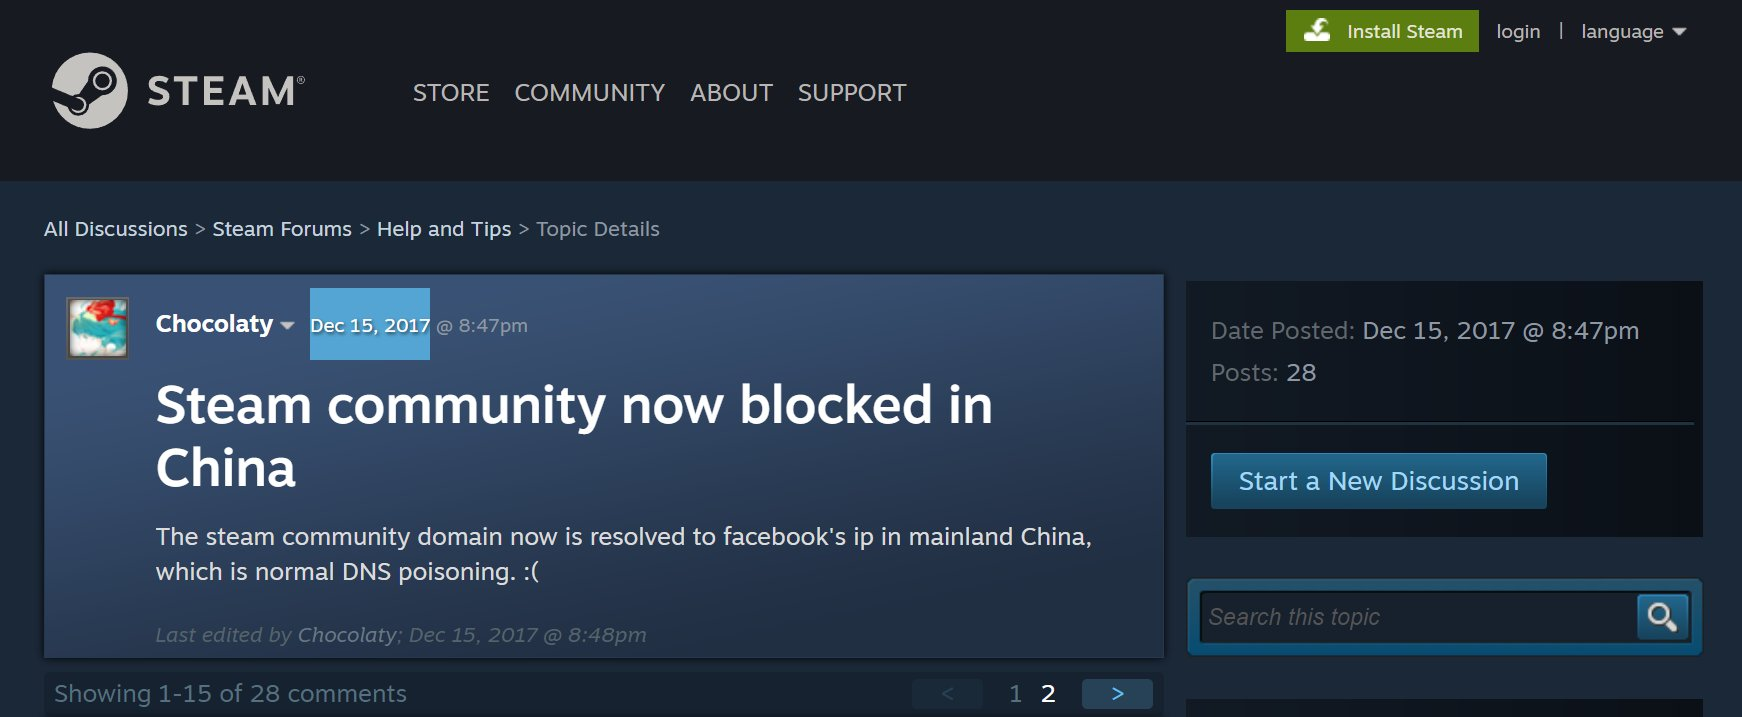 Install Steam login | language
STEAM®
STORE COMMUNITY ABOUT SUPPORT
All Discussions > Steam Forums > Help and Tips > Topic Details
Chocolaty Dec 15, 2017 @ 8:47pm
Steam community now blocked in
China
The steam community domain now is resolved to facebook's ip in mainland China,
which is normal DNS poisoning. :(
Last edited by Chocolaty; Dec 15, 2017 @ 8:48pm
Showing 1-15 of 28 comments
< 1 2 >
Date Posted: Dec 15, 2017 @ 8:47pm
Posts: 28
Start a New Discussion
Search this topic